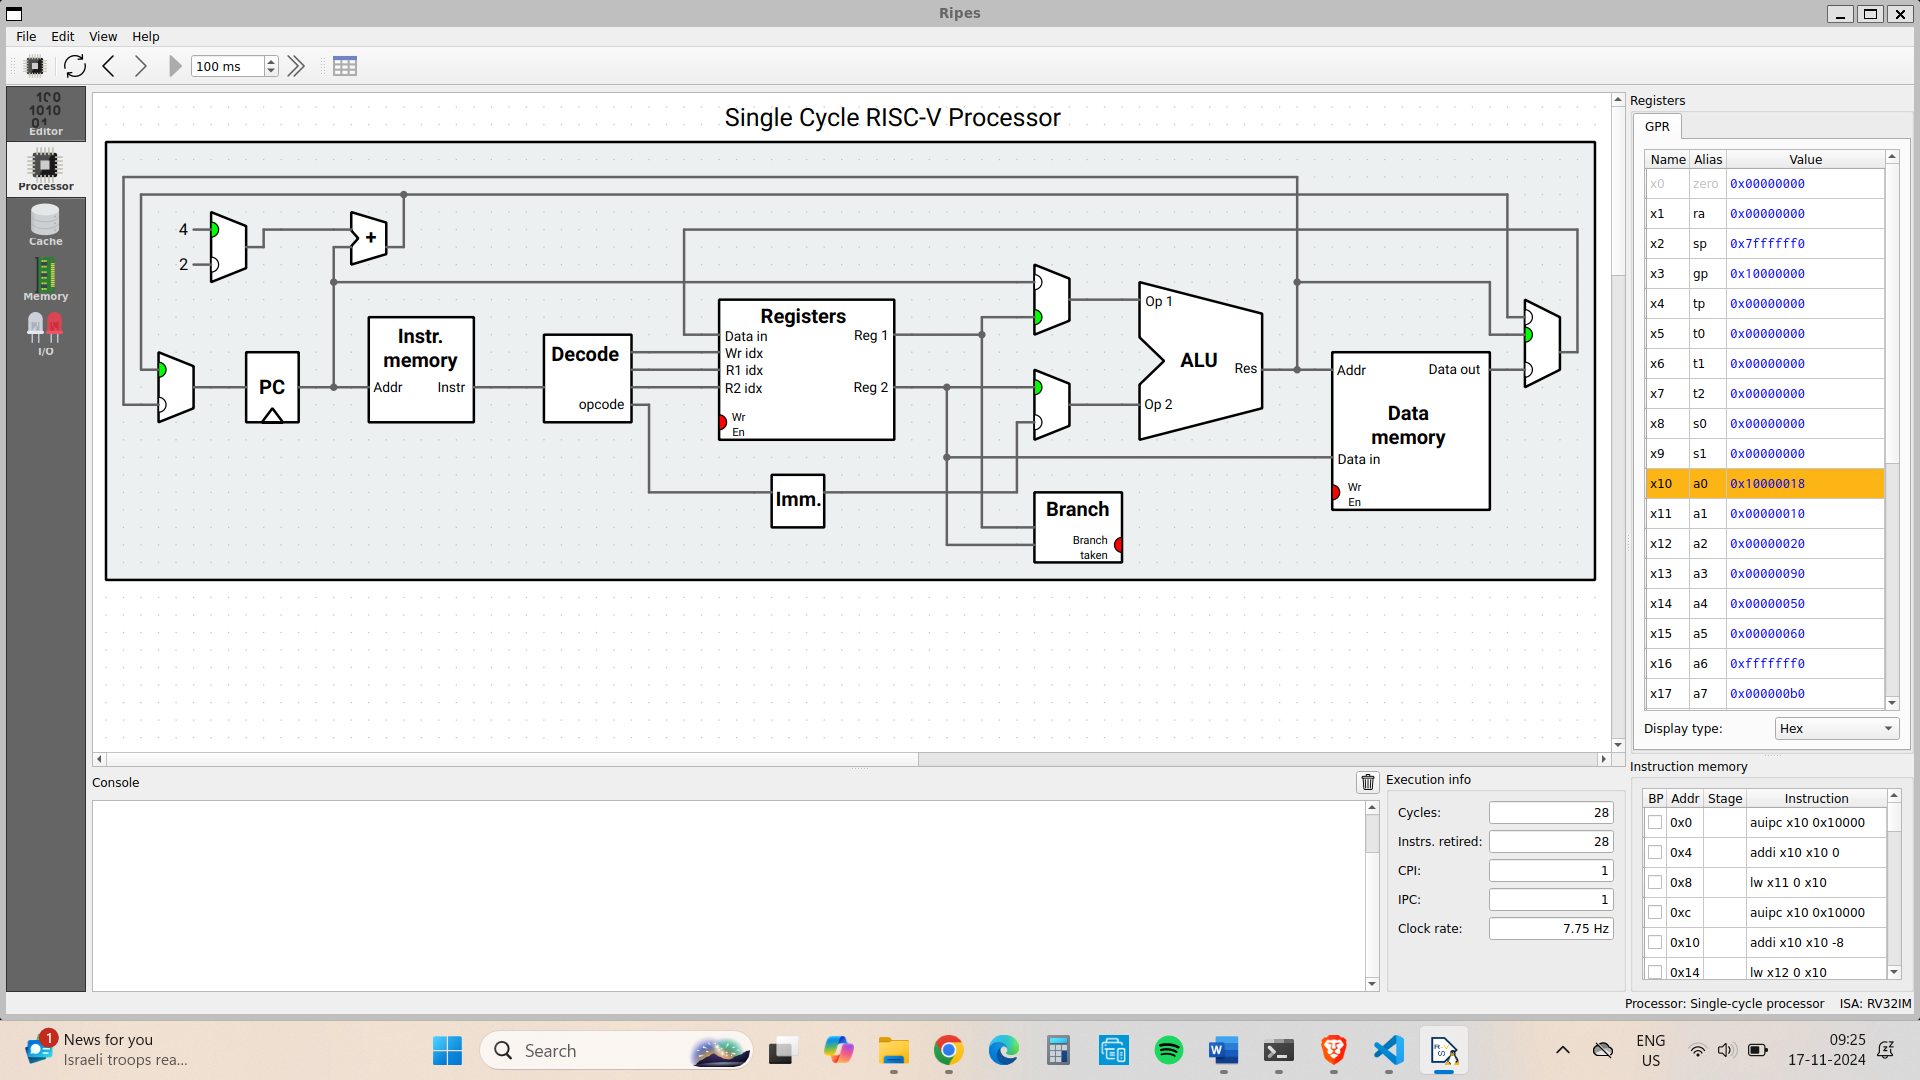 Ripes
File Edit View Help
100 ms
Editor
Processor
Cache
Memory
I/O
Single Cycle RISC-V Processor
4
2
+
PC
Instr. memory
Addr Instr
Decode
opcode
Registers
Data in
Wr idx
R1 idx
R2 idx
Wr En
Reg 1
Reg 2
Imm.
Op 1
Op 2
ALU
Res
Branch
Branch taken
Addr Data out
Data memory
Data in
Wr En
Registers
GPR
Name Alias Value
x0 zero 0x00000000
x1 ra 0x00000000
x2 sp 0x7ffffff0
x3 gp 0x10000000
x4 tp 0x00000000
x5 t0 0x00000000
x6 t1 0x00000000
x7 t2 0x00000000
x8 s0 0x00000000
x9 s1 0x00000000
x10 a0 0x10000018
x11 a1 0x00000010
x12 a2 0x00000020
x13 a3 0x00000090
x14 a4 0x00000050
x15 a5 0x00000060
x16 a6 0xfffffff0
x17 a7 0x000000b0
Display type: Hex
Console
Execution info
Cycles: 28
Instrs. retired: 28
CPI: 1
IPC: 1
Clock rate: 7.75 Hz
Instruction memory
BP Addr Stage Instruction
0x0 auipc x10 0x10000
0x4 addi x10 x10 0
0x8 lw x11 0 x10
0xc auipc x10 0x10000
0x10 addi x10 x10 -8
0x14 lw x12 0 x10
Processor: Single-cycle processor ISA: RV32IM
1
News for you
Israeli troops rea...
Search
ENG
US
09:25
17-11-2024